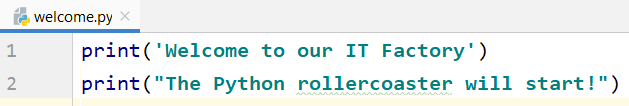 welcome.py
1 print('Welcome to our IT Factory')
2 print("The Python rollercoaster will start!")